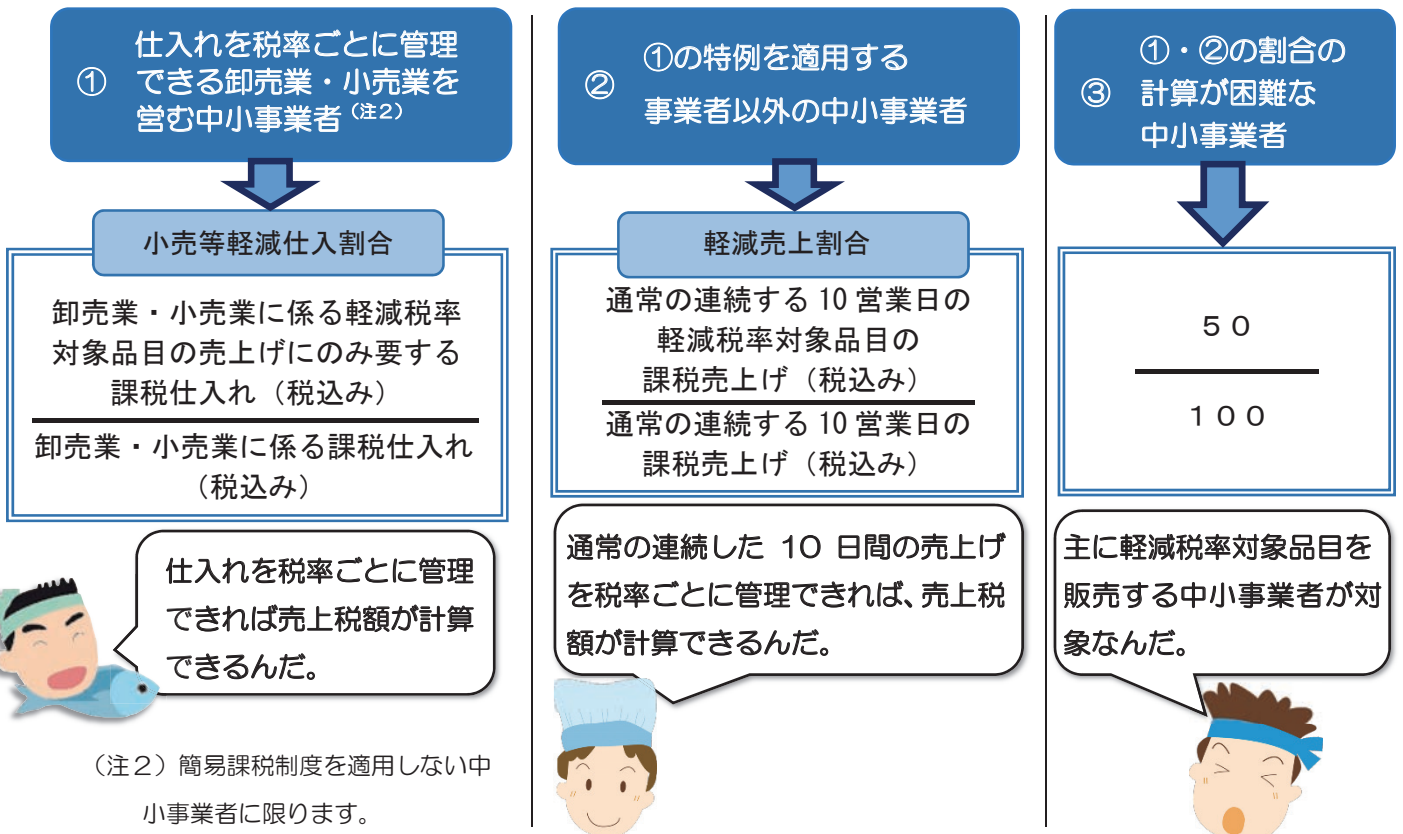 ①
仕入れを税率ごとに管理
できる卸売業・小売業を
営む中小事業者（注２）
小売等軽減仕入割合
卸売業・小売業に係る軽減税率
対象品目の売上げにのみ要する
課税仕入れ（税込み）
卸売業・小売業に係る課税仕入れ
（税込み）
仕入れを税率ごとに管理
できれば売上税額が計算
できるんだ。
（注２）簡易課税制度を適用しない中
小事業者に限ります。
②
①の特例を適用する
事業者以外の中小事業者
軽減売上割合
通常の連続する 10 営業日の
軽減税率対象品目の
課税売上げ（税込み）
通常の連続する 10 営業日の
課税売上げ（税込み）
通常の連続した 10 日間の売上げ
を税率ごとに管理できれば、売上税
額が計算できるんだ。
③
①・②の割合の
計算が困難な
中小事業者
５０
１００
主に軽減税率対象品目を
販売する中小事業者が対
象なんだ。